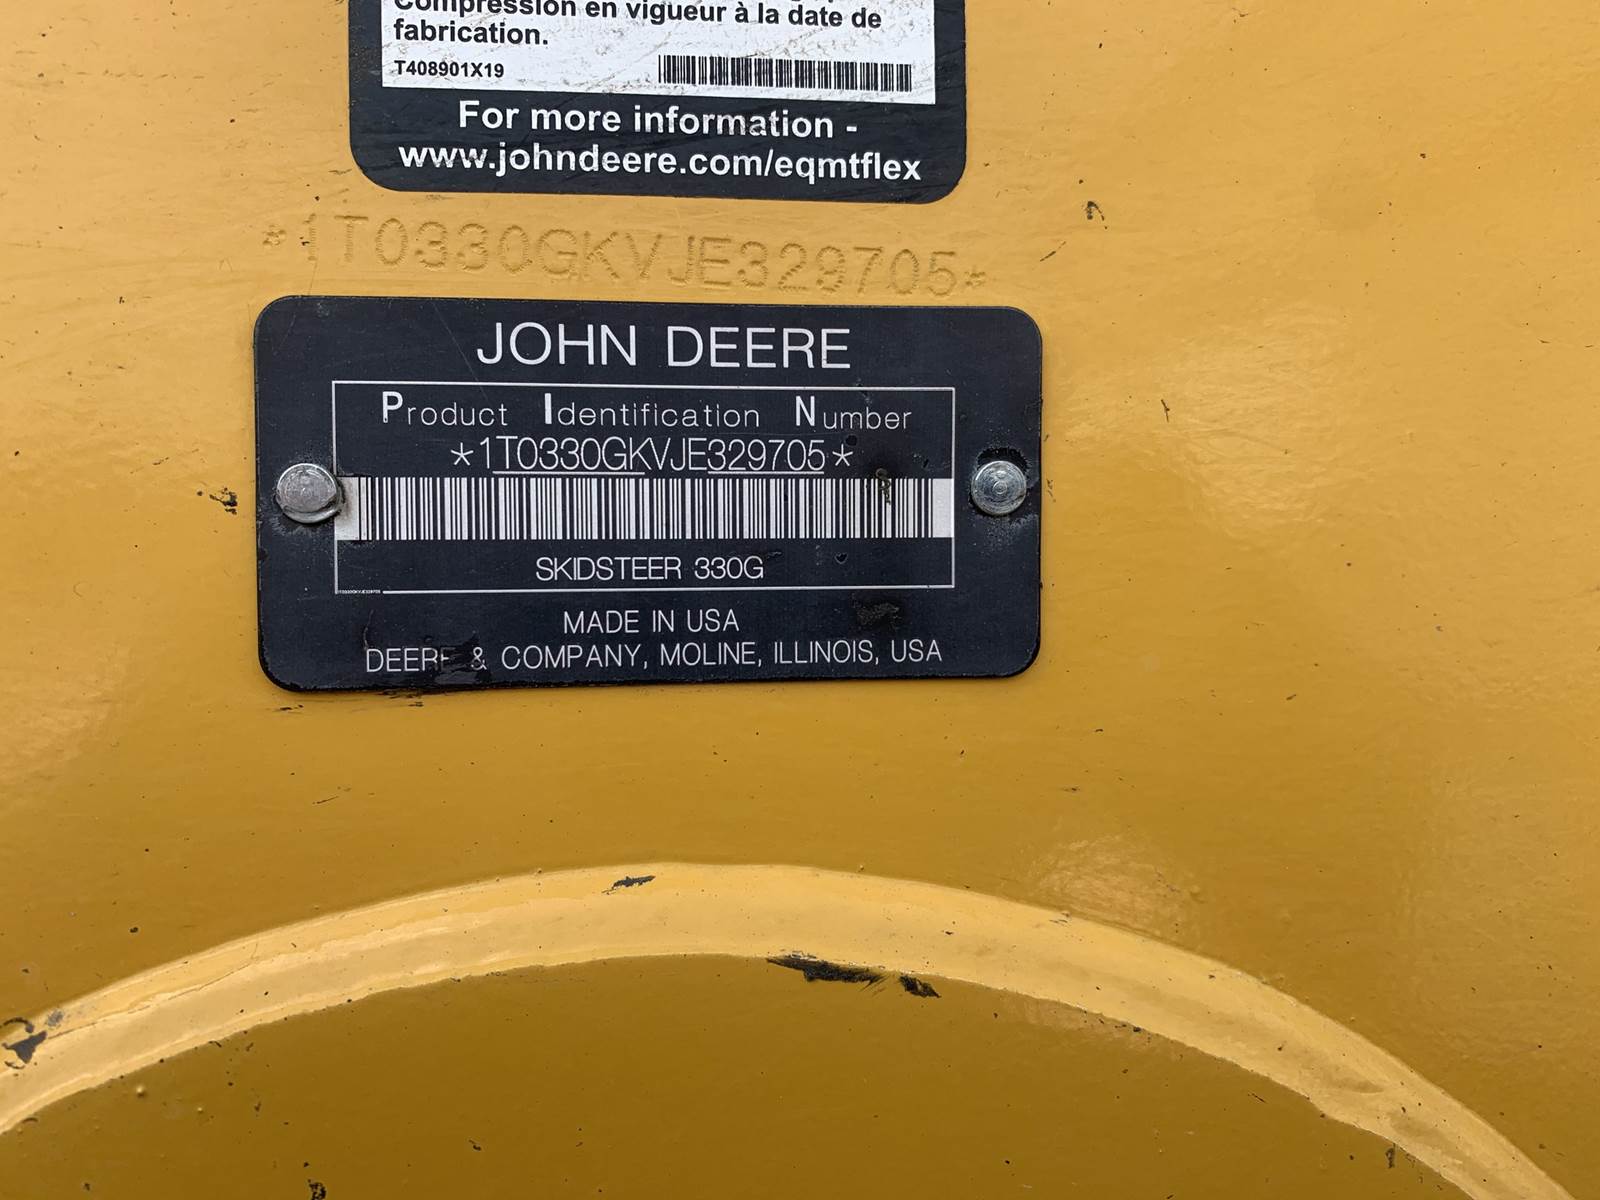 Compression en vigueur à la date de
fabrication.
T408901X19
For more information -
www.johndeere.com/eqmtflex
*1T0330GKVJE329705*
JOHN DEERE
Product Identification Number
*1T0330GKVJE329705*
SKIDSTEER 330G
1T0330GKVJE329705
MADE IN USA
DEERE & COMPANY, MOLINE, ILLINOIS, USA